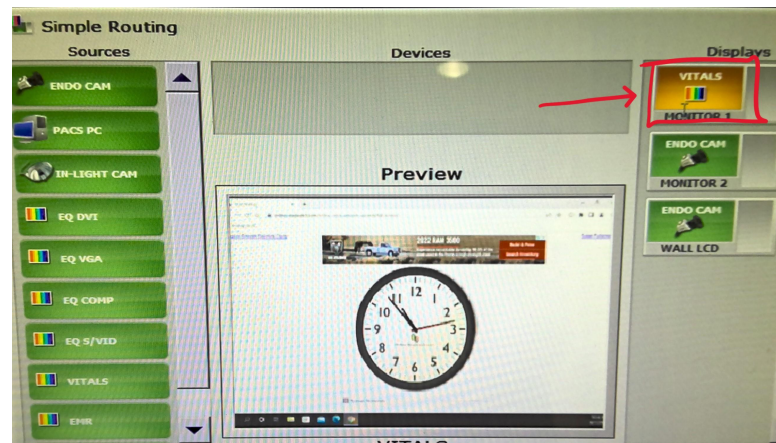 Simple Routing
Sources
Devices
Displays
ENDO CAM
PACS PC
IN-LIGHT CAM
EQ DVI
EQ VGA
EQ COMP
EQ S/VID
VITALS
EMR
Preview
2022 RAM 3500
12
1
2
3
4
5
6
7
8
9
10
11
VITALS
VITALS
MONITOR 1
ENDO CAM
MONITOR 2
ENDO CAM
WALL LCD